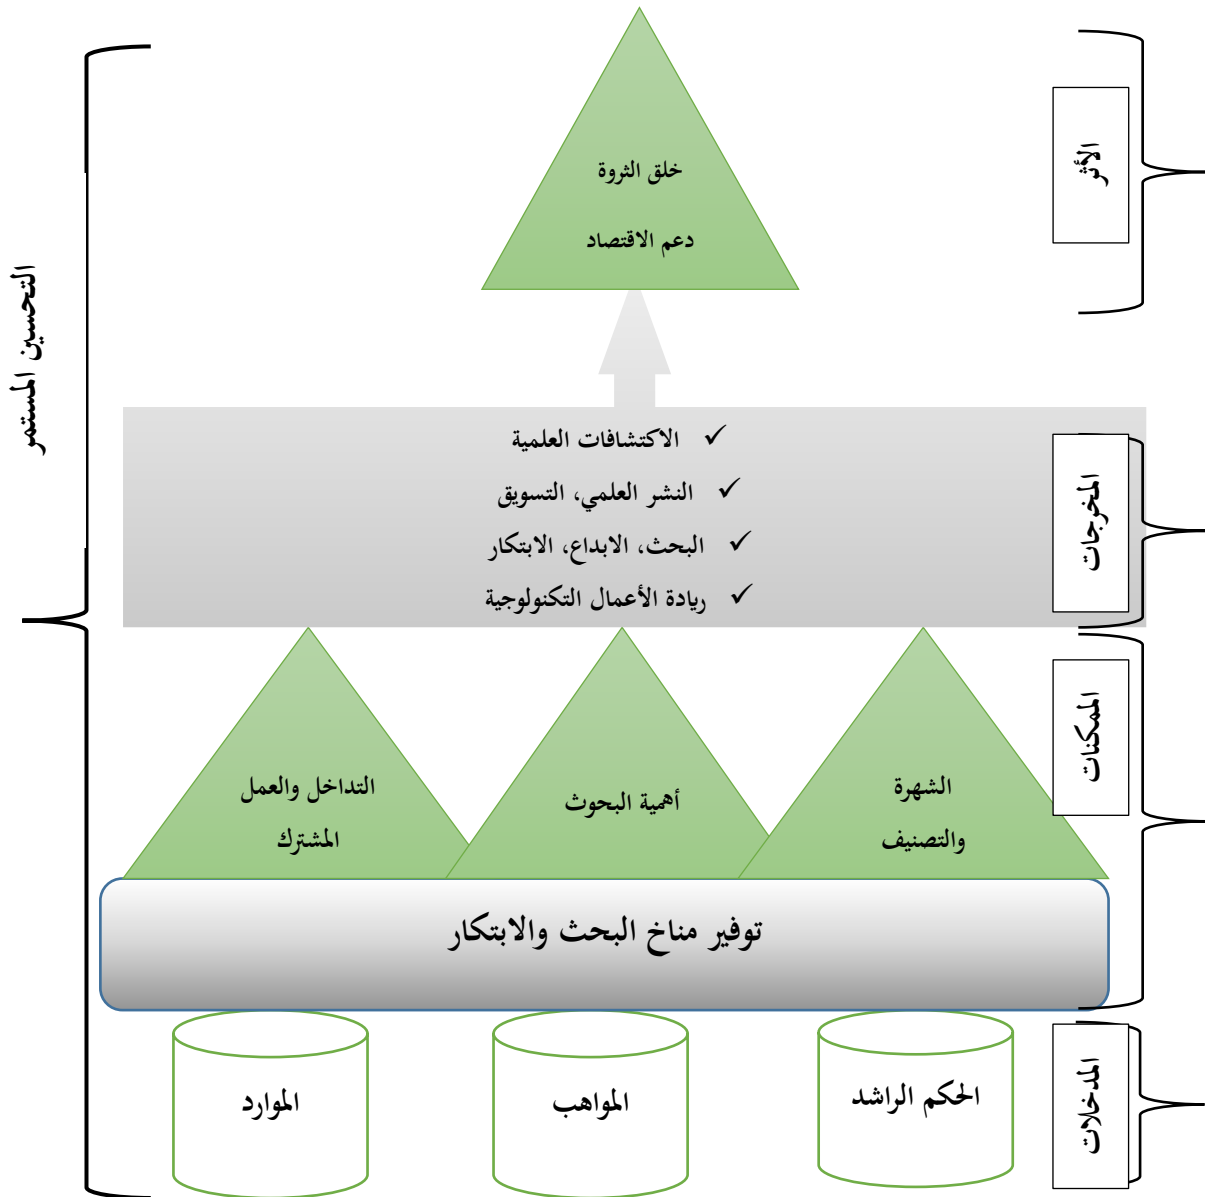 خلق الثروة
دعم الاقتصاد
الأثر
التحسين المستمر
✓ الاكتشافات العلمية
✓ النشر العلمي، التسويق
✓ البحث، الابداع، الابتكار
✓ ريادة الأعمال التكنولوجية
المخرجات
الممكنات
الشهرة
والتصنيف
أهمية البحوث
التداخل والعمل
المشترك
توفير مناخ البحث والابتكار
المدخلات
الحكم الراشد
المواهب
الموارد